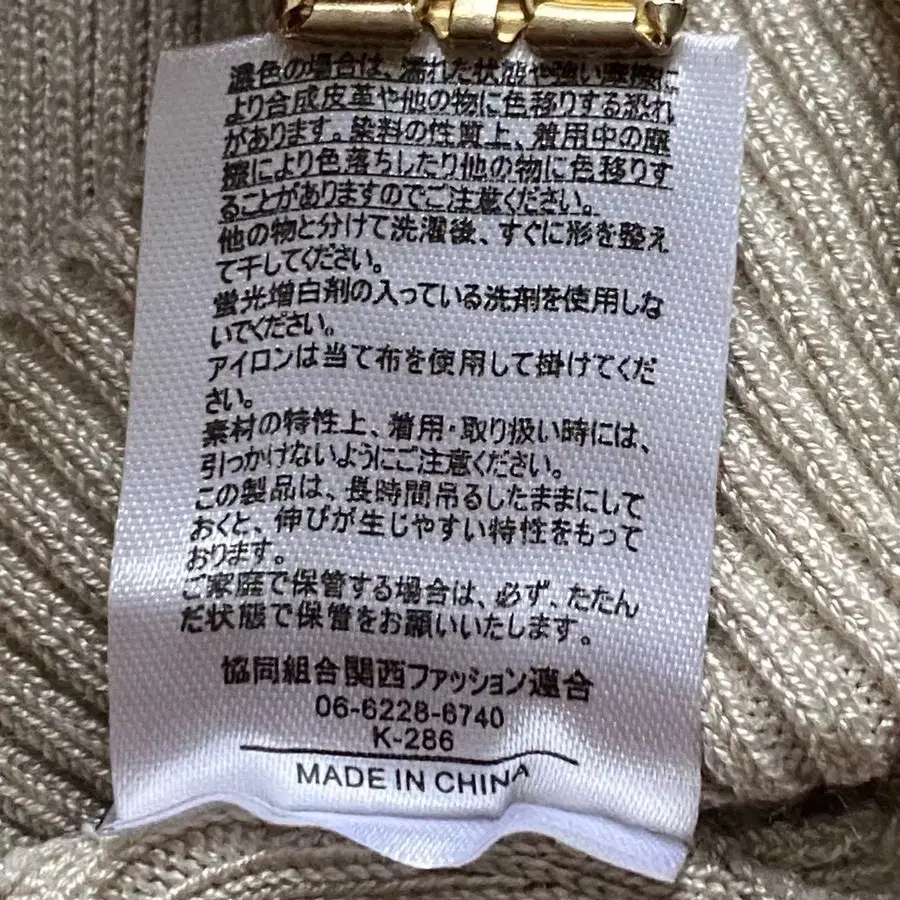 濃色の場合は、濡れた状態や強い摩擦に
より合成皮革や他の物に色移りする恐れ
があります。染料の性質上、着用中の摩
擦により色落ちしたり他の物に色移りす
ることがありますのでご注意ください。
他の物と分けて洗濯後、すぐに形を整え
て干してください。
蛍光増白剤の入っている洗剤を使用しな
いでください。
アイロンは当て布を使用して掛けてくだ
さい。
素材の特性上、着用・取り扱い時には、
引っかけないようにご注意ください。
この製品は、長時間吊るしたままにして
おくと、伸びが生じやすい特性をもって
おります。
ご家庭で保管する場合は、必ず、たたん
だ状態で保管をお願いいたします。
協同組合関西ファッション連合
06-6228-6740
K-286
MADE IN CHINA